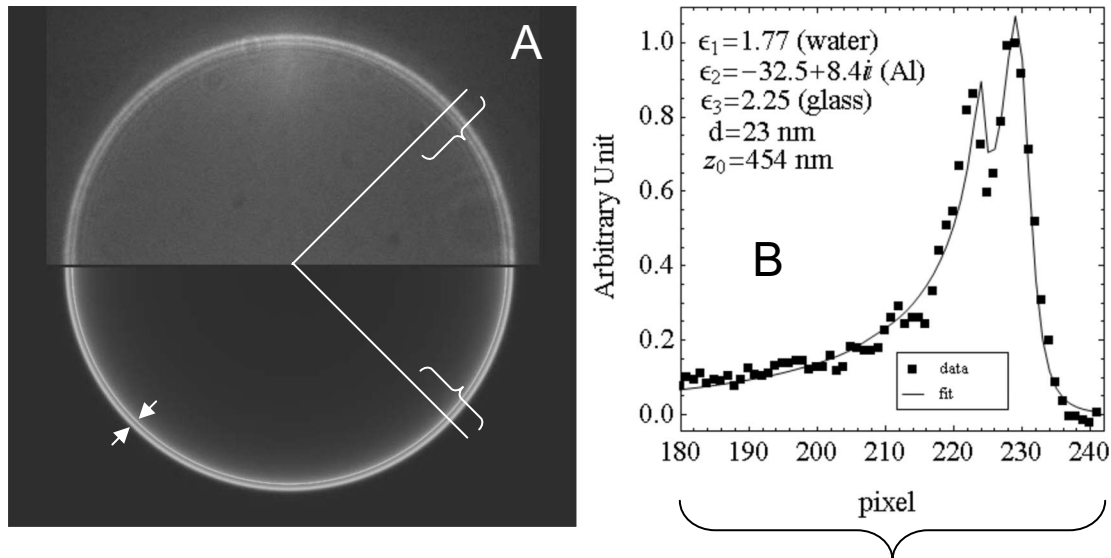 A
B
ϵ₁=1.77 (water)
ϵ₂=−32.5+8.4ⅈ (Al)
ϵ₃=2.25 (glass)
d=23 nm
z₀=454 nm
Arbitrary Unit
1.0
0.8
0.6
0.4
0.2
0.0
data
fit
180 190 200 210 220 230 240
pixel